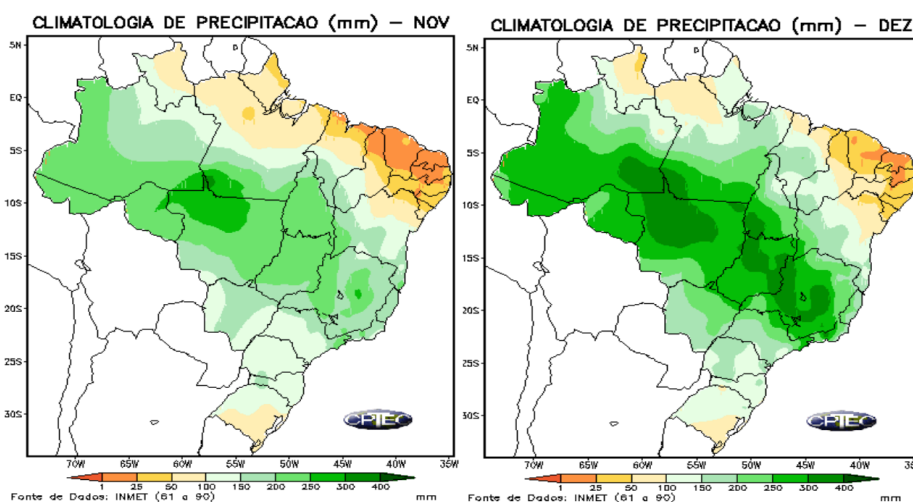 CLIMATOLOGIA DE PRECIPITACAO (mm) – NOV
5N
EQ
5S
10S
15S
20S
25S
30S
70W 65W 60W 55W 50W 45W 40W 35W
CPTEC
1 25 50 100 150 200 250 300 400
Fonte de Dados: INMET (61 a 90) mm
CLIMATOLOGIA DE PRECIPITACAO (mm) – DEZ
5N
EQ
5S
10S
15S
20S
25S
30S
70W 65W 60W 55W 50W 45W 40W 35W
CPTEC
1 25 50 100 150 200 250 300 400
Fonte de Dados: INMET (61 a 90) mm